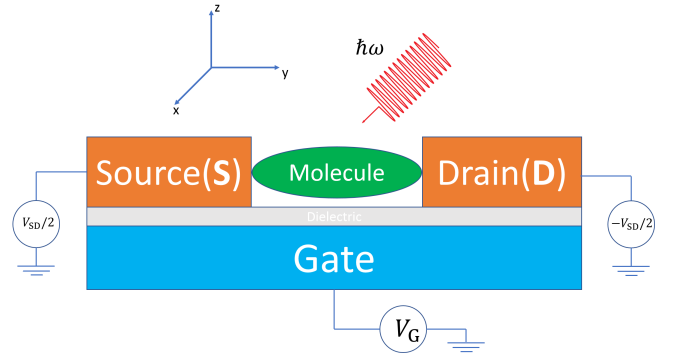 z
ħω
y
x
Source(S)
Molecule
Drain(D)
V_SD/2
Dielectric
−V_SD/2
Gate
V_G